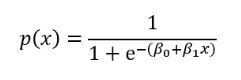 p(x) = 1 / (1 + e^−(β₀+β₁x))